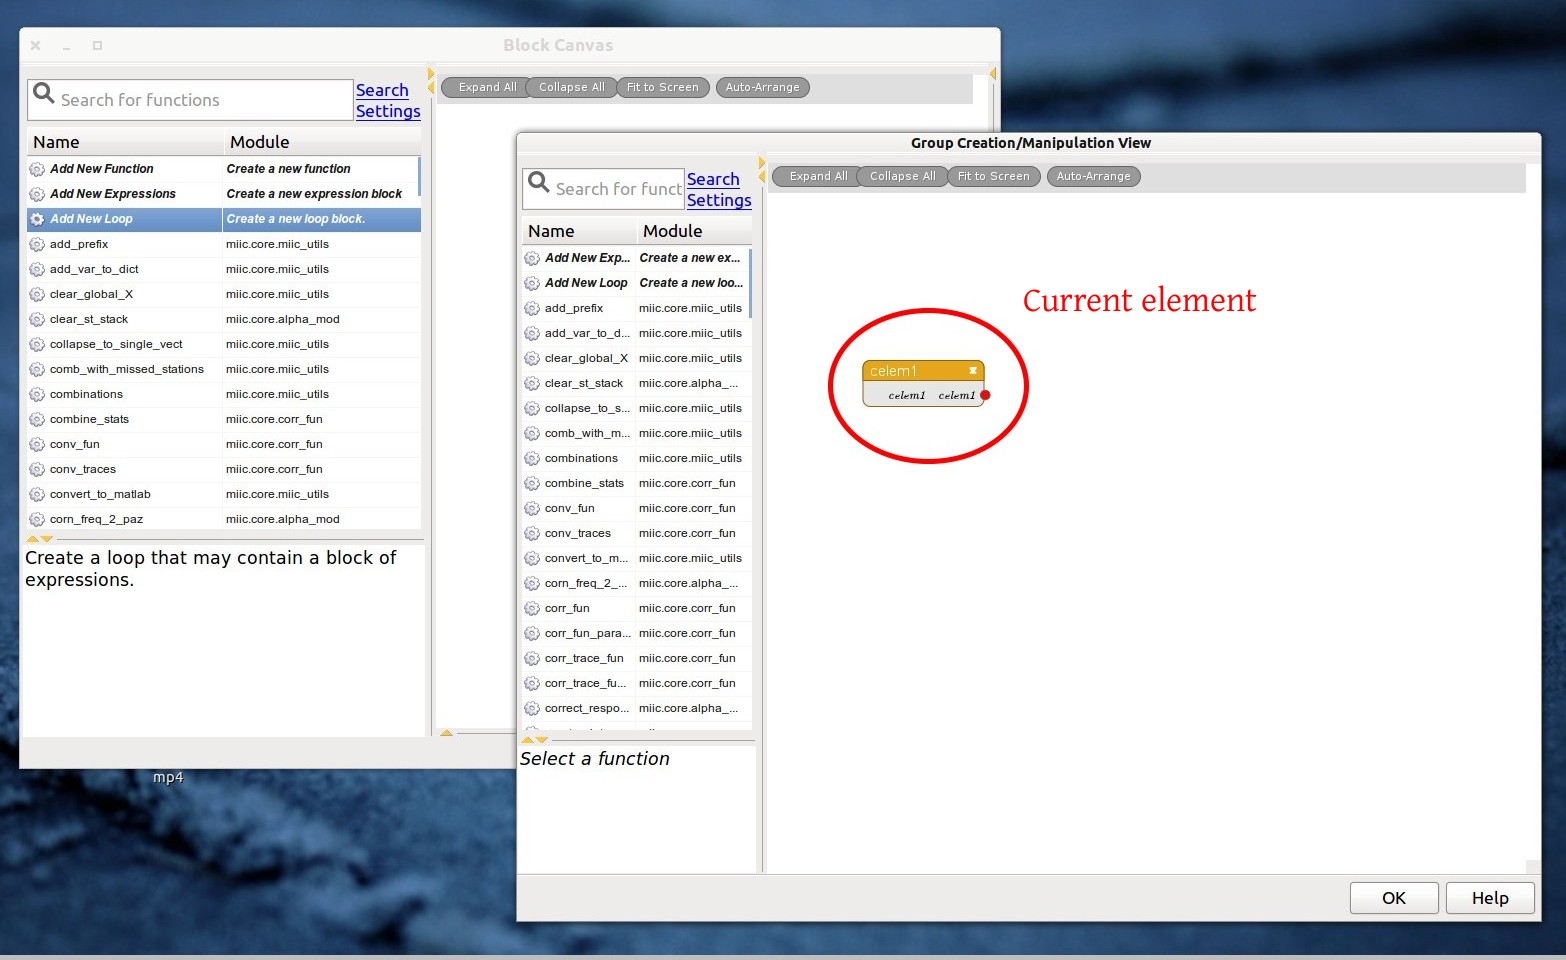 Block Canvas
Search for functions
Search
Settings
Expand All Collapse All Fit to Screen Auto-Arrange
Name Module
Add New Function Create a new function
Add New Expressions Create a new expression block
Add New Loop Create a new loop block.
add_prefix miic.core.miic_utils
add_var_to_dict miic.core.miic_utils
clear_global_X miic.core.miic_utils
clear_st_stack miic.core.alpha_mod
collapse_to_single_vect miic.core.miic_utils
comb_with_missed_stations miic.core.miic_utils
combinations miic.core.miic_utils
combine_stats miic.core.corr_fun
conv_fun miic.core.corr_fun
conv_traces miic.core.corr_fun
convert_to_matlab miic.core.miic_utils
corn_freq_2_paz miic.core.alpha_mod
Create a loop that may contain a block of
expressions.
mp4
Group Creation/Manipulation View
Search for funct
Search
Settings
Expand All Collapse All Fit to Screen Auto-Arrange
Name Module
Add New Exp... Create a new ex...
Add New Loop Create a new loo...
add_prefix miic.core.miic_utils
add_var_to_d... miic.core.miic_utils
clear_global_X miic.core.miic_utils
clear_st_stack miic.core.alpha_...
collapse_to_s... miic.core.miic_utils
comb_with_m... miic.core.miic_utils
combinations miic.core.miic_utils
combine_stats miic.core.corr_fun
conv_fun miic.core.corr_fun
conv_traces miic.core.corr_fun
convert_to_m... miic.core.miic_utils
corn_freq_2_... miic.core.alpha_...
corr_fun miic.core.corr_fun
corr_fun_para... miic.core.corr_fun
corr_trace_fun miic.core.corr_fun
corr_trace_fu... miic.core.corr_fun
correct_respo... miic.core.alpha_...
Select a function
Current element
celem1
celem1 celem1
OK Help